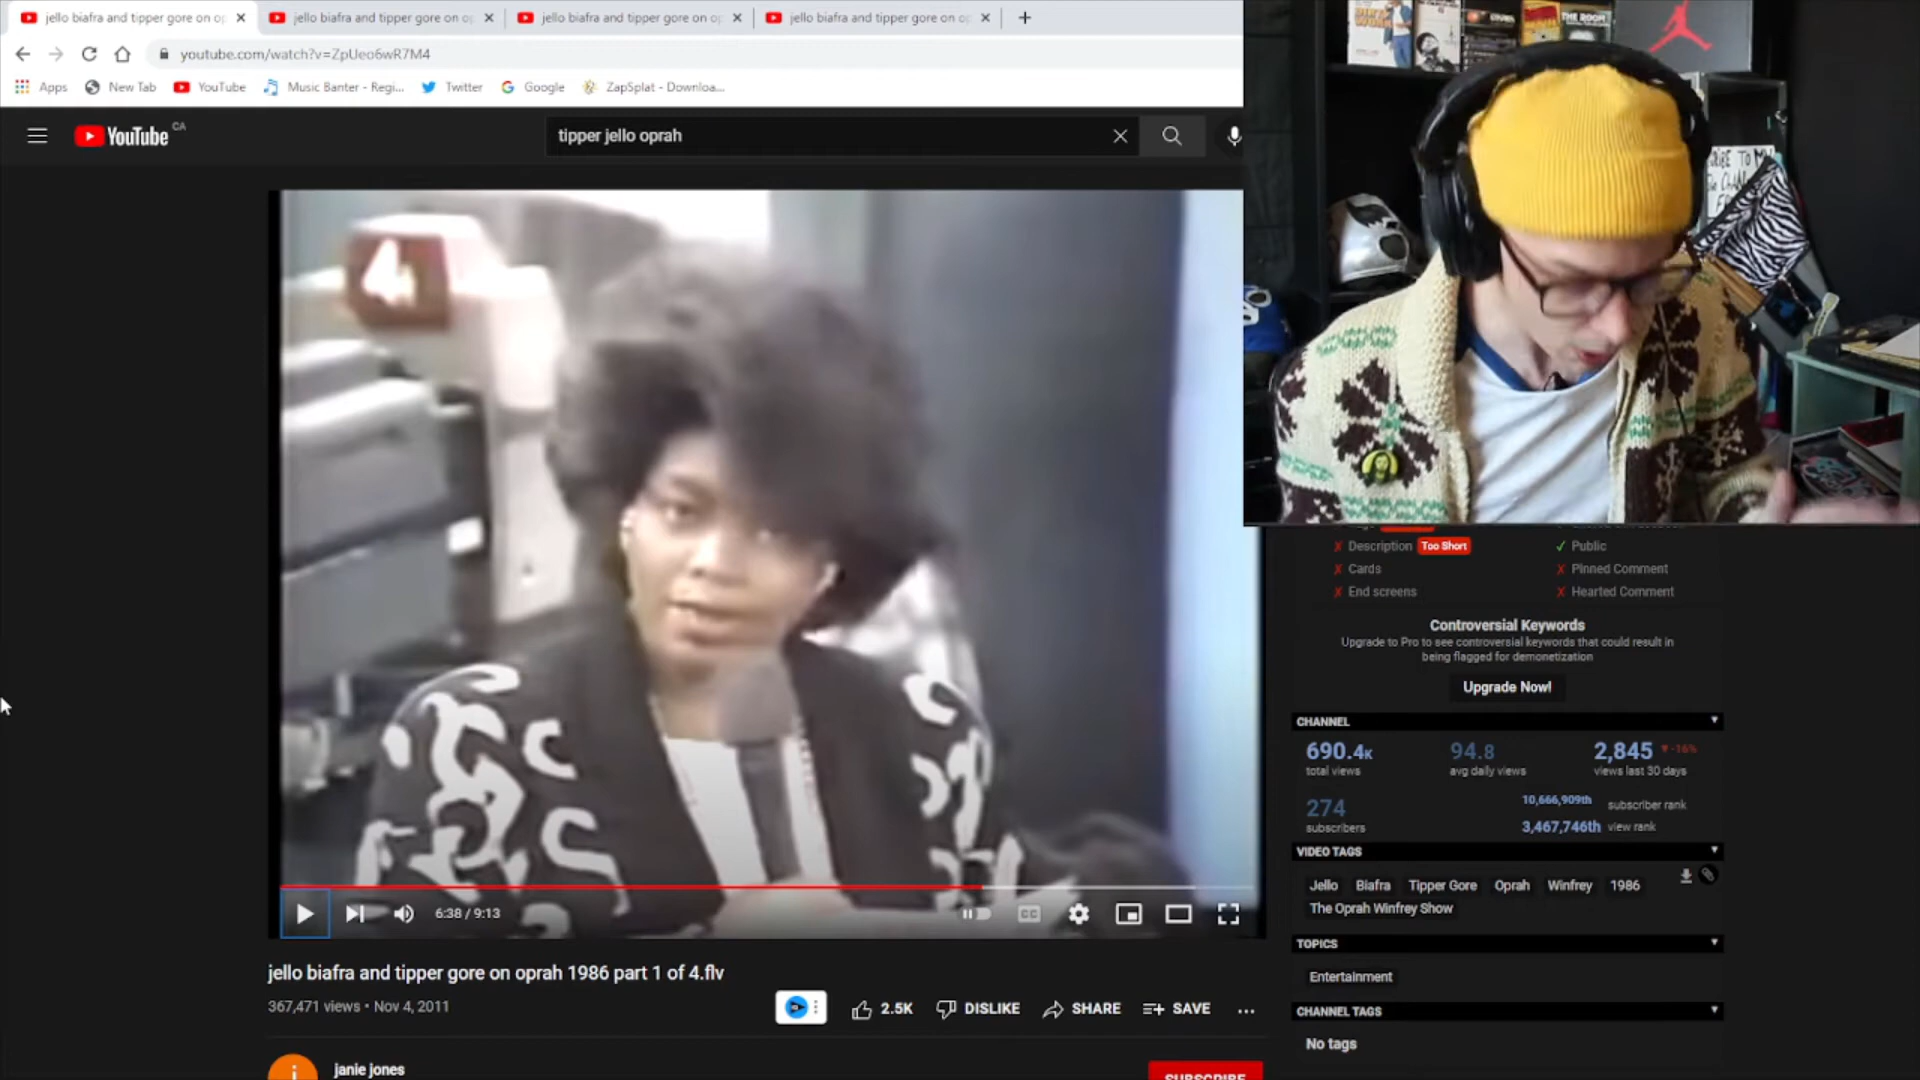 jello biafra and tipper gore on op
jello biafra and tipper gore on op
jello biafra and tipper gore on op
jello biafra and tipper gore on op
youtube.com/watch?v=ZpUeo6wR7M4
Apps
New Tab
YouTube
Music Banter - Regi...
Twitter
Google
ZapSplat - Downloa...
YouTube CA
tipper jello oprah
THE ROOM
4
Description Too Short
Public
Cards
Pinned Comment
End screens
Hearted Comment
Controversial Keywords
Upgrade to Pro to see controversial keywords that could result in
being flagged for demonetization
Upgrade Now!
CHANNEL
690.4k
94.8
2,845 -16%
total views
avg daily views
views last 30 days
274
10,666,909th subscriber rank
subscribers
3,467,746th view rank
VIDEO TAGS
Jello Biafra Tipper Gore Oprah Winfrey 1986
The Oprah Winfrey Show
TOPICS
Entertainment
CHANNEL TAGS
No tags
6:38 / 9:13
CC
jello biafra and tipper gore on oprah 1986 part 1 of 4.flv
367,471 views • Nov 4, 2011
2.5K
DISLIKE
SHARE
SAVE
janie jones
SUBSCRIBE